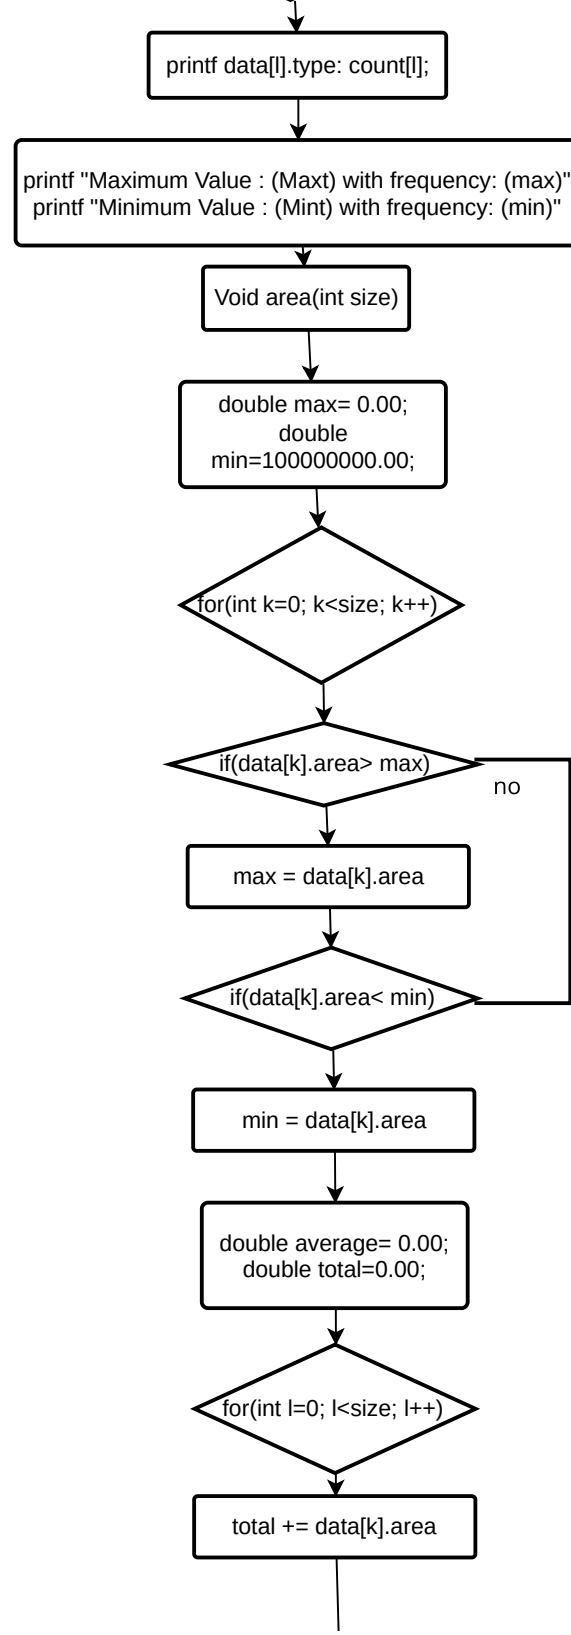 printf data[l].type: count[l];
printf "Maximum Value : (Maxt) with frequency: (max)"
printf "Minimum Value : (Mint) with frequency: (min)"
Void area(int size)
double max= 0.00;
double
min=100000000.00;
for(int k=0; k<size; k++)
if(data[k].area> max)
no
max = data[k].area
if(data[k].area< min)
min = data[k].area
double average= 0.00;
double total=0.00;
for(int l=0; l<size; l++)
total += data[k].area